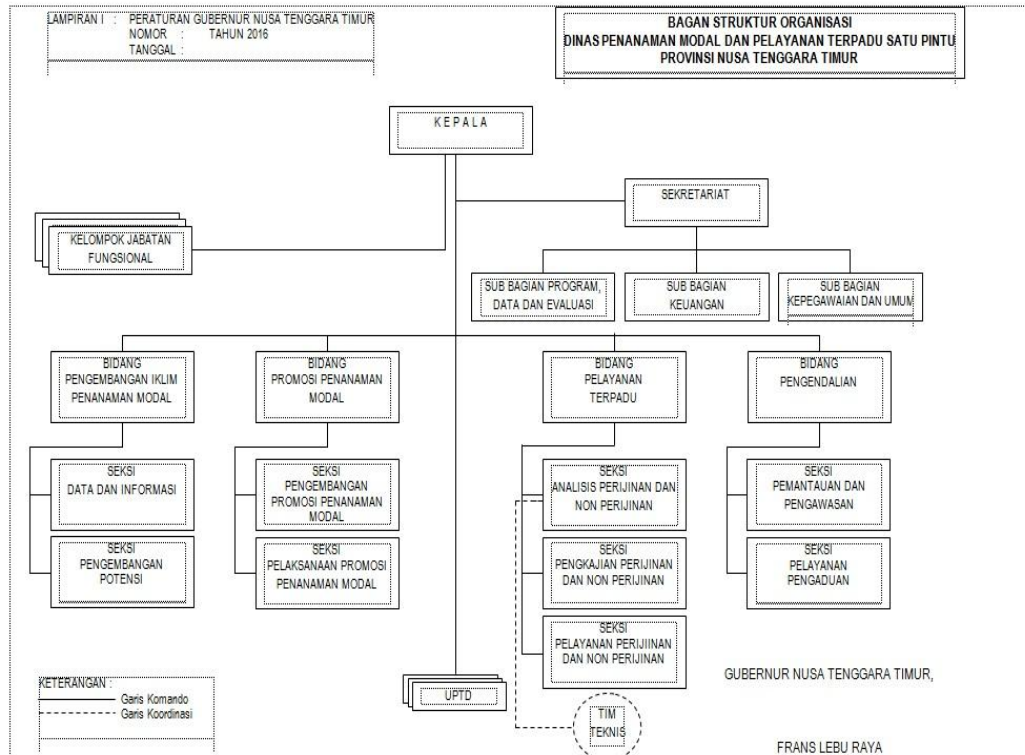 LAMPIRAN I : PERATURAN GUBERNUR NUSA TENGGARA TIMUR
NOMOR : TAHUN 2016
TANGGAL :
BAGAN STRUKTUR ORGANISASI
DINAS PENANAMAN MODAL DAN PELAYANAN TERPADU SATU PINTU
PROVINSI NUSA TENGGARA TIMUR
K E P A L A
SEKRETARIAT
KELOMPOK JABATAN
FUNGSIONAL
SUB BAGIAN PROGRAM,
DATA DAN EVALUASI
SUB BAGIAN
KEUANGAN
SUB BAGIAN
KEPEGAWAIAN DAN UMUM
BIDANG
PENGEMBANGAN IKLIM
PENANAMAN MODAL
BIDANG
PROMOSI PENANAMAN
MODAL
BIDANG
PELAYANAN
TERPADU
BIDANG
PENGENDALIAN
SEKSI
DATA DAN INFORMASI
SEKSI
PENGEMBANGAN
PROMOSI PENANAMAN
MODAL
SEKSI
ANALISIS PERIJINAN DAN
NON PERIJINAN
SEKSI
PEMANTAUAN DAN
PENGAWASAN
SEKSI
PENGEMBANGAN
POTENSI
SEKSI
PELAKSANAAN PROMOSI
PENANAMAN MODAL
SEKSI
PENGKAJIAN PERIJINAN
DAN NON PERIJINAN
SEKSI
PELAYANAN
PENGADUAN
SEKSI
PELAYANAN PERIJIINAN
DAN NON PERIJINAN
KETERANGAN :
Garis Komando
Garis Koordinasi
UPTD
TIM
TEKNIS
GUBERNUR NUSA TENGGARA TIMUR,
FRANS LEBU RAYA